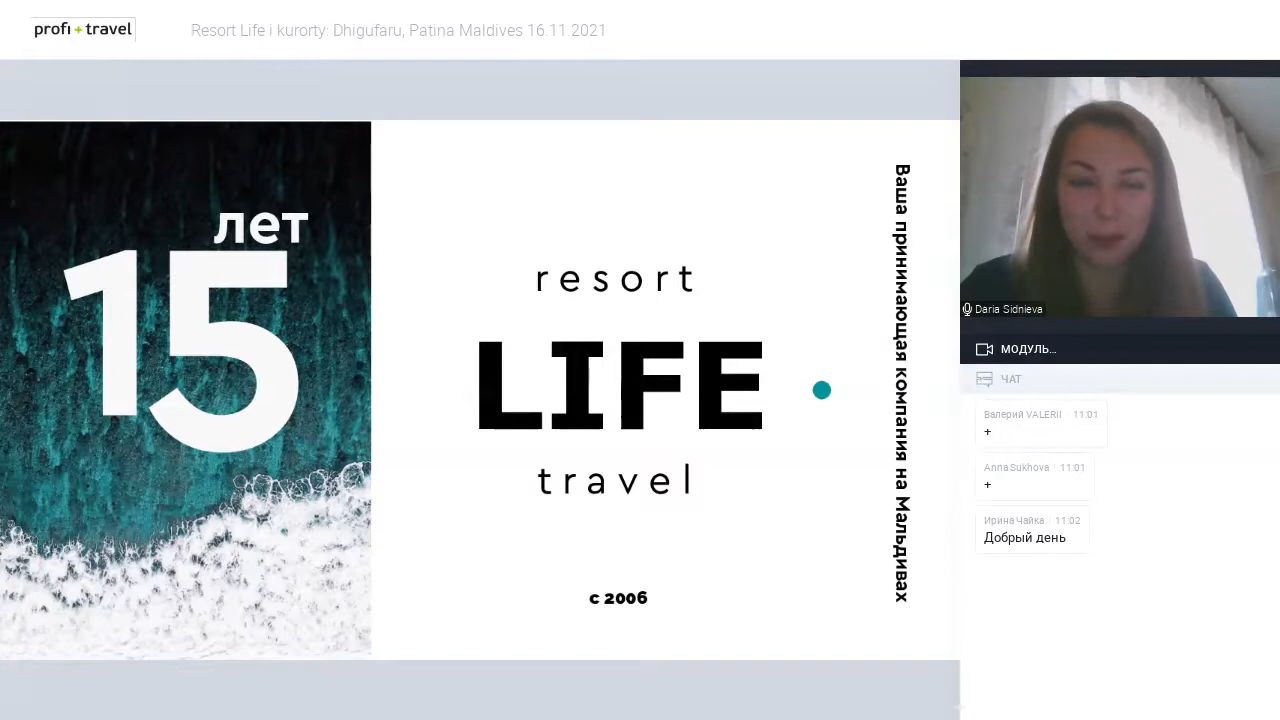 profi + travel
Resort Life i kurorty: Dhigufaru, Patina Maldives 16.11.2021
15 лет
resort
LIFE
travel
с 2006
Ваша принимающая компания на Мальдивах
Daria Sidnieva
МОДУЛЬ...
ЧАТ
Валерий VALERII 11:01
+
Anna Sukhova 11:01
+
Ирина Чайка 11:02
Добрый день